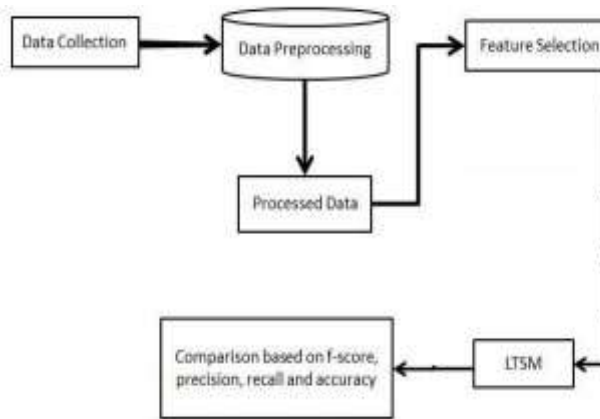 Data Collection
Data Preprocessing
Feature Selection
Processed Data
Comparison based on f-score,
precision, recall and accuracy
LTSM